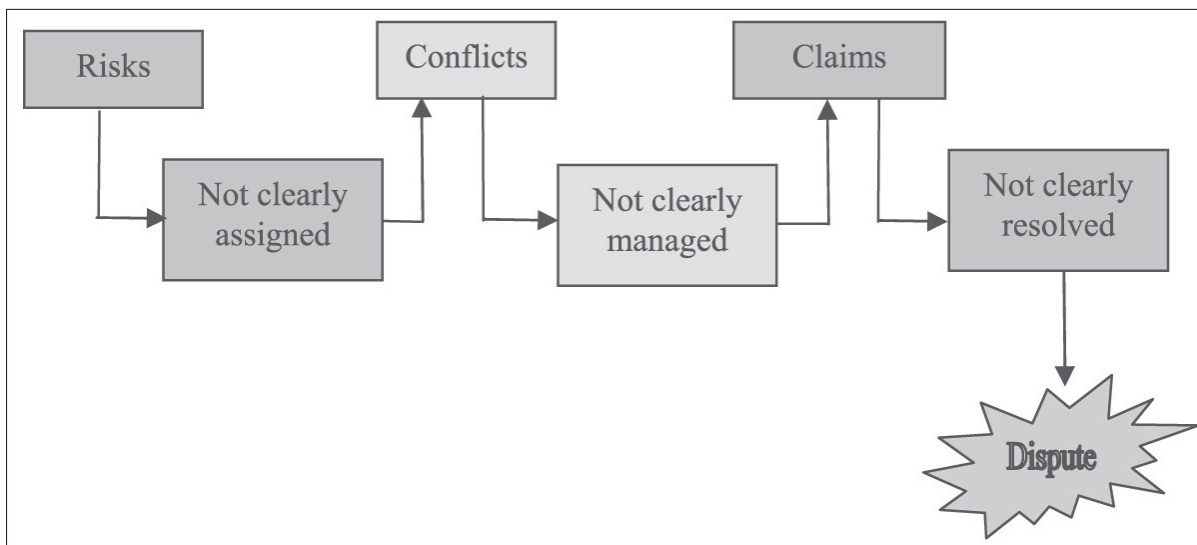 Risks
Not clearly
assigned
Conflicts
Not clearly
managed
Claims
Not clearly
resolved
Dispute